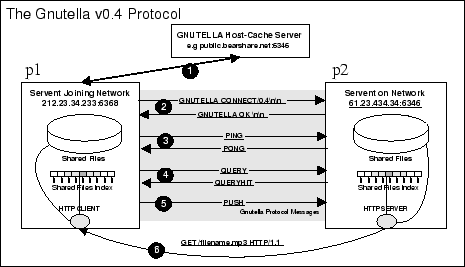 The Gnutella v0.4 Protocol
GNUTELLA Host-Cache Server
e.g public.bearshare.net:6346
p1
p2
1
Servent Joining Network
212.23.34.233:6368
Servent on Network
61.23.434.34:6346
2
GNUTELLA CONNECT/0.4\n\n
GNUTELLA OK \n\n
3
PING
PONG
Shared Files
Shared Files
4
QUERY
QUERYHIT
Shared Files Index
Shared Files Index
5
PUSH
Gnutella Protocol Messages
HTTP CLIENT
HTTP SERVER
6
GET /filename.mp3 HTTP/1.1